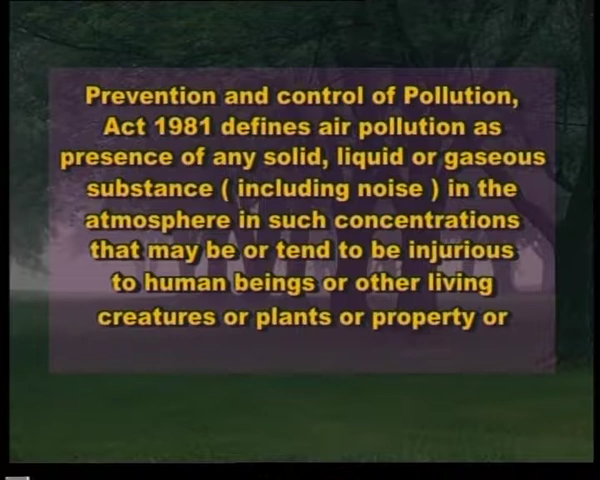 Prevention and control of Pollution,
Act 1981 defines air pollution as
presence of any solid, liquid or gaseous
substance ( including noise ) in the
atmosphere in such concentrations
that may be or tend to be injurious
to human beings or other living
creatures or plants or property or